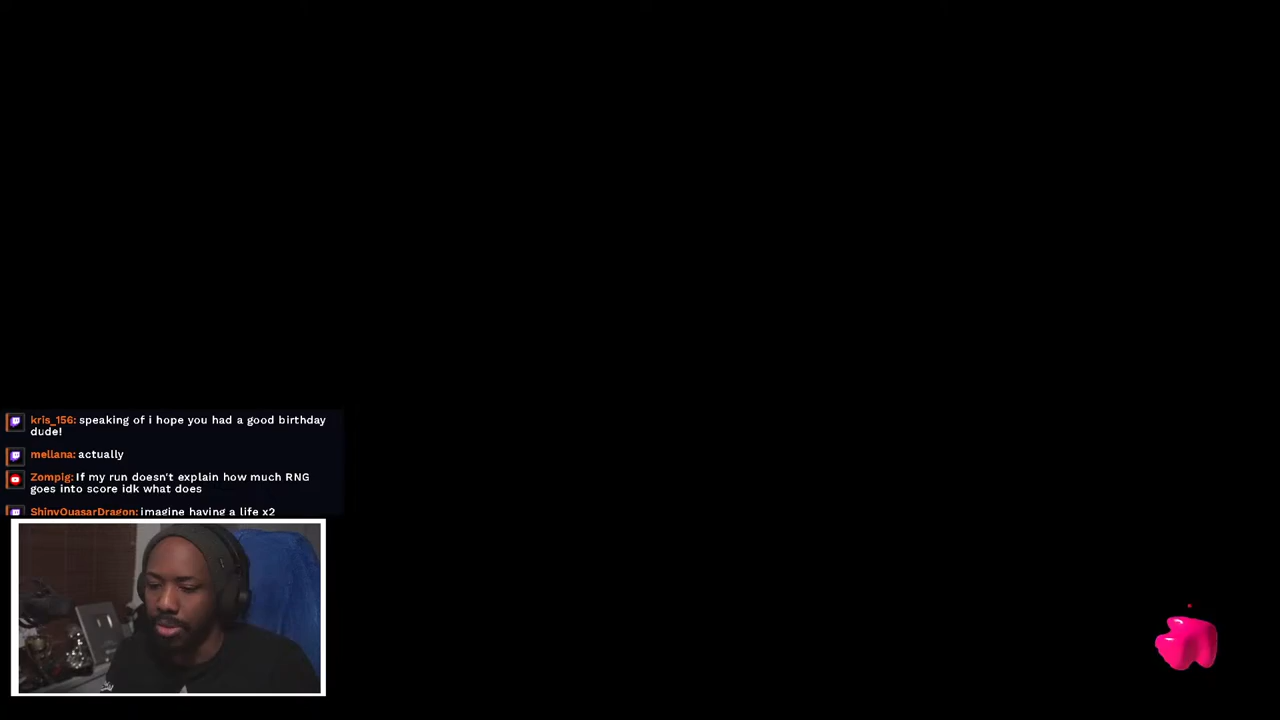 kris_156: speaking of i hope you had a good birthday
dude!
mellana: actually
Zompig: If my run doesn't explain how much RNG
goes into score idk what does
ShinyQuasarDragon: imagine having a life x2